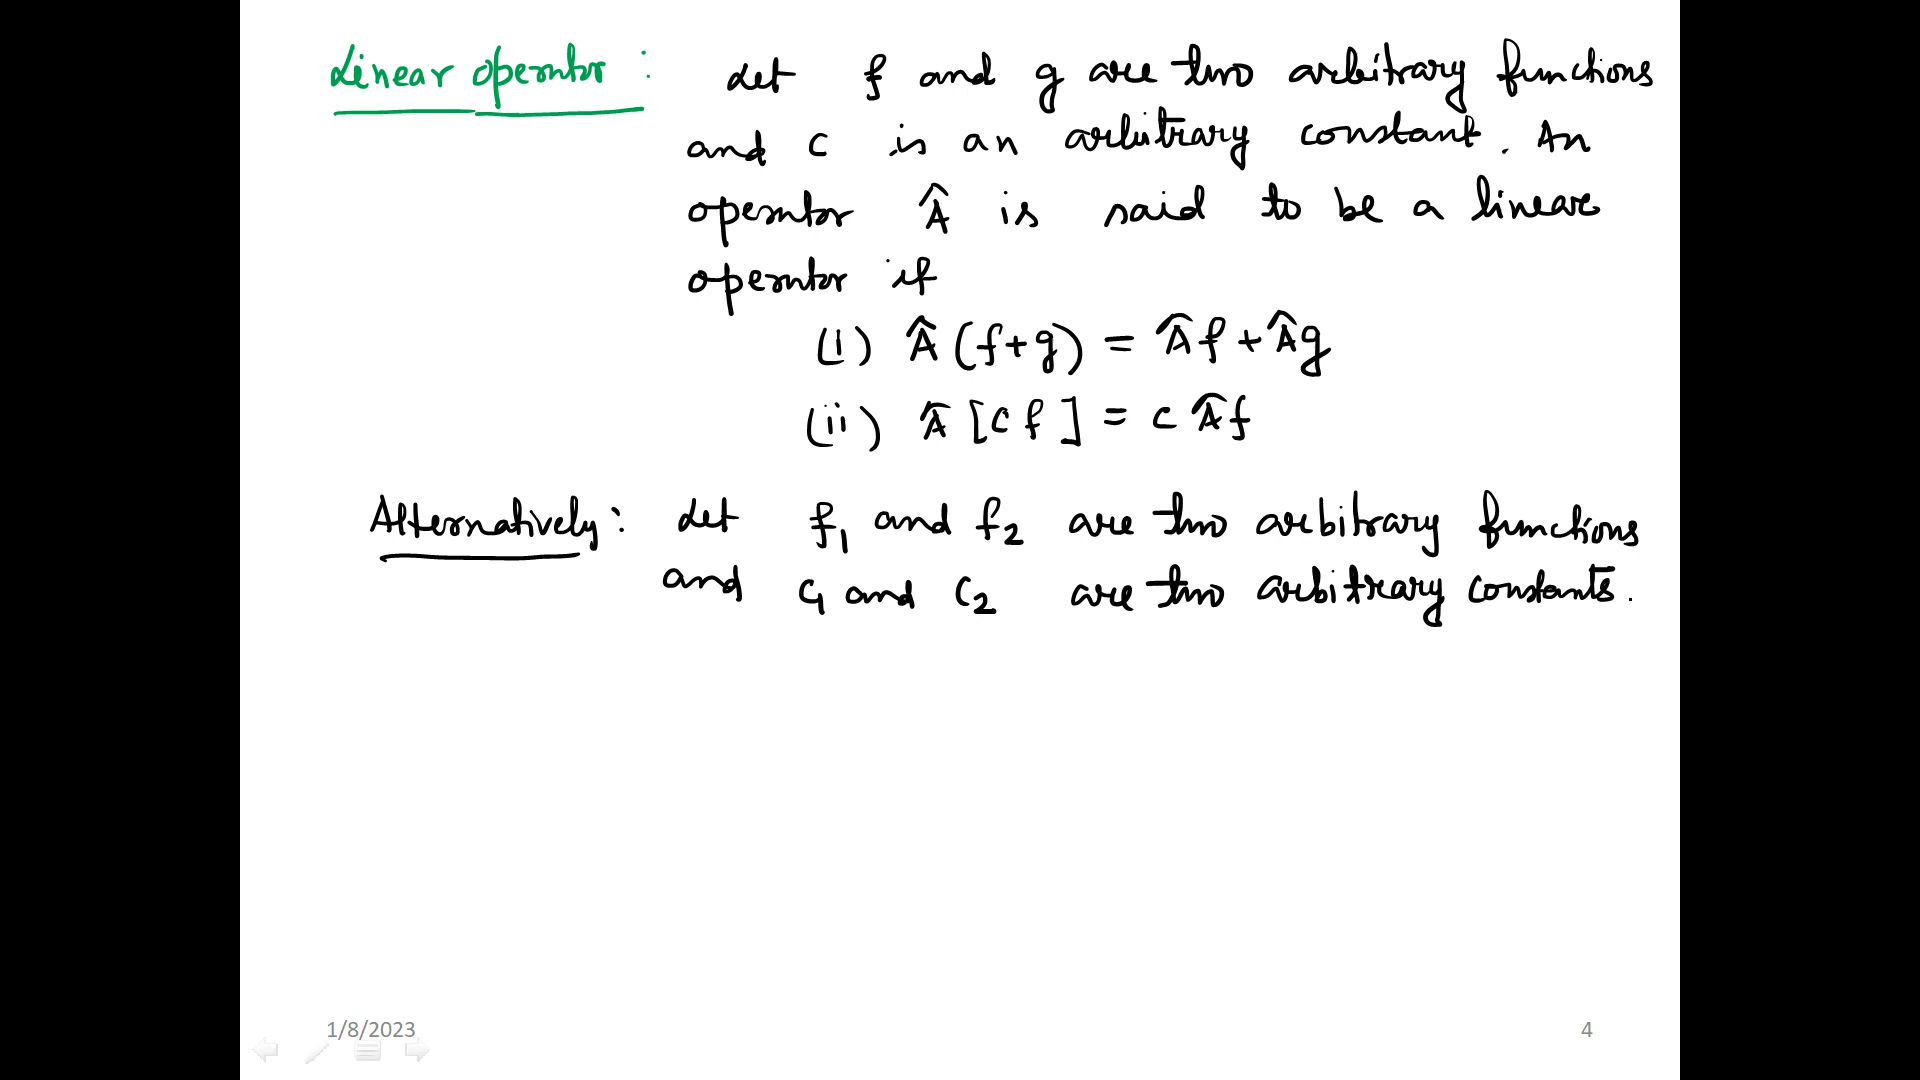 Linear operator : Let f and g are two arbitrary functions
and c is an arbitrary constant. An
operator Â is said to be a linear
operator if
(i) Â (f+g) = Âf + Âg
(ii) Â [c f] = c Âf
Alternatively : Let f₁ and f₂ are two arbitrary functions
and c₁ and c₂ are two arbitrary constants.
1/8/2023 4